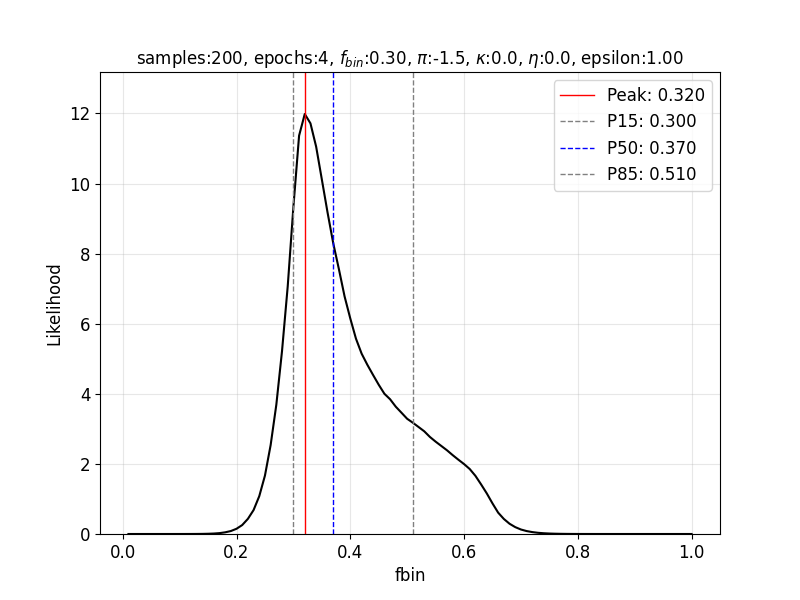 samples:200, epochs:4, f_bin:0.30, π:-1.5, κ:0.0, η:0.0, epsilon:1.00
Peak: 0.320
P15: 0.300
P50: 0.370
P85: 0.510
12
10
8
6
4
2
0
Likelihood
0.0 0.2 0.4 0.6 0.8 1.0
fbin